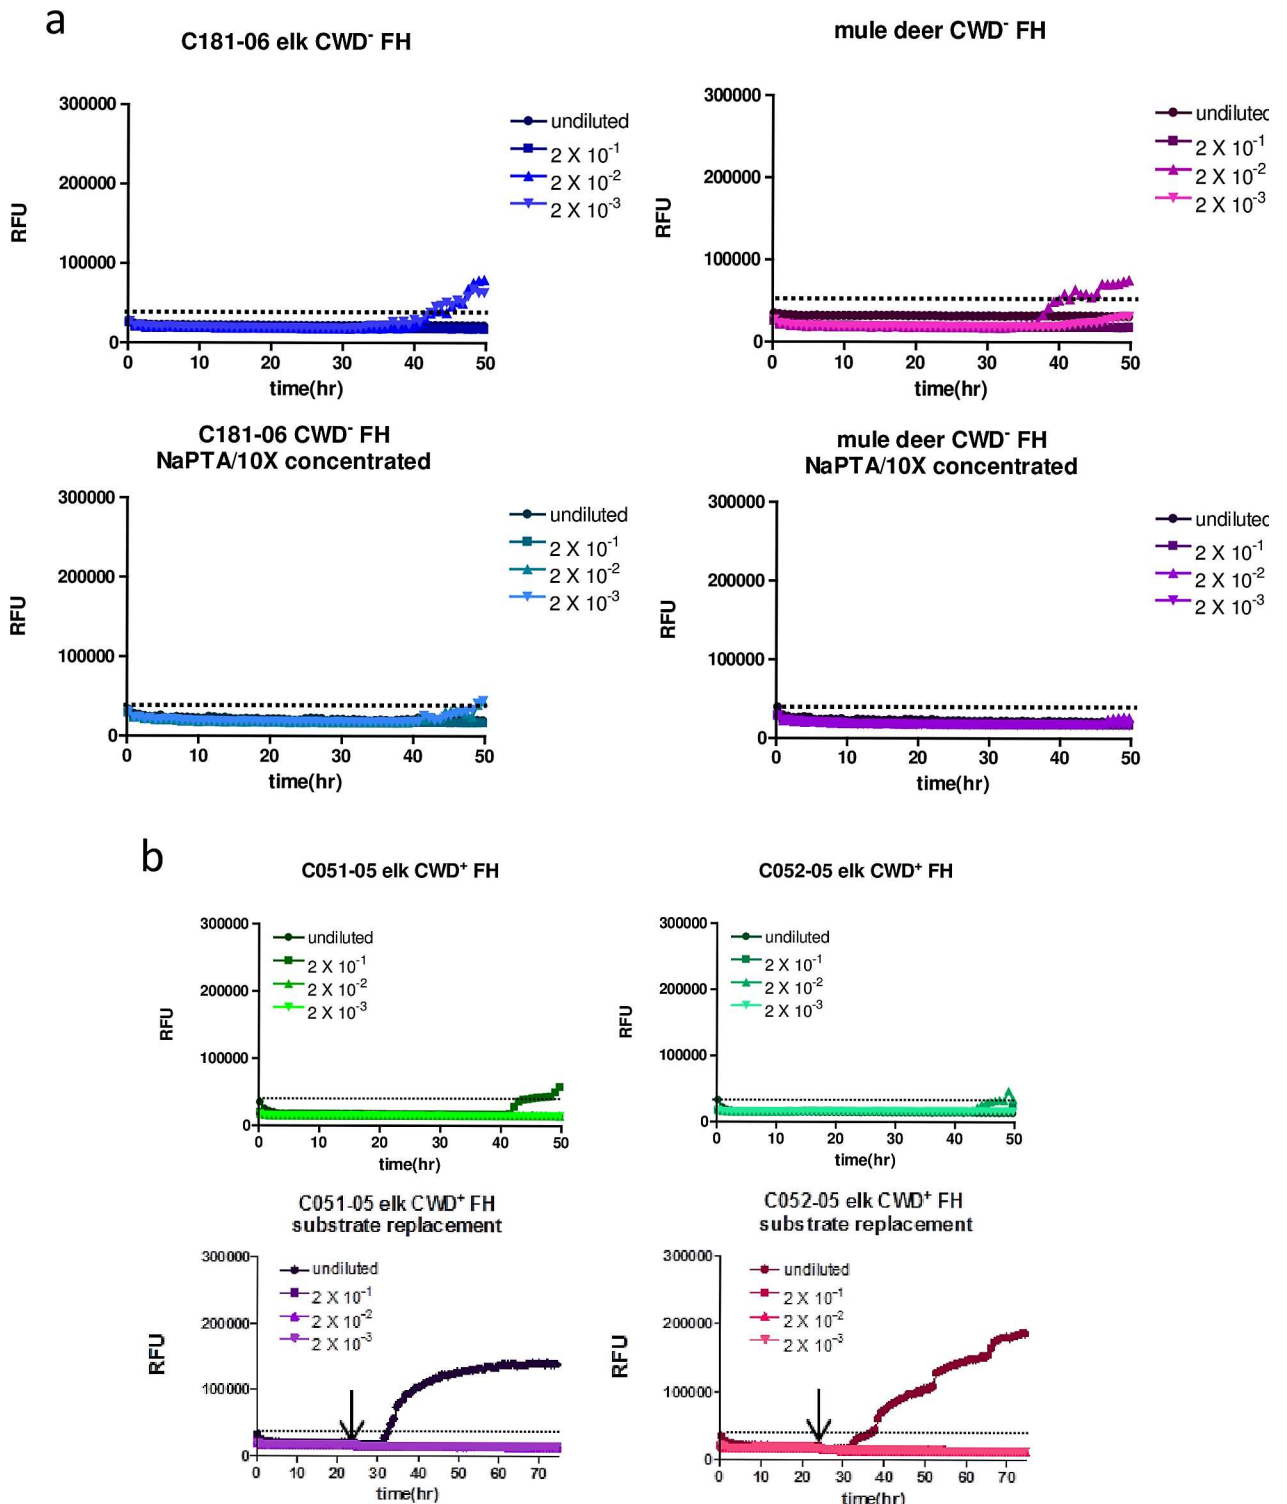 a
C181-06 elk CWD⁻ FH
300000
200000
100000
0
RFU
0 10 20 30 40 50
time(hr)
undiluted
2 X 10⁻¹
2 X 10⁻²
2 X 10⁻³
mule deer CWD⁻ FH
300000
200000
100000
0
RFU
0 10 20 30 40 50
time(hr)
undiluted
2 X 10⁻¹
2 X 10⁻²
2 X 10⁻³
C181-06 CWD⁻ FH
NaPTA/10X concentrated
300000
200000
100000
0
RFU
0 10 20 30 40 50
time(hr)
undiluted
2 X 10⁻¹
2 X 10⁻²
2 X 10⁻³
mule deer CWD⁻ FH
NaPTA/10X concentrated
300000
200000
100000
0
RFU
0 10 20 30 40 50
time(hr)
undiluted
2 X 10⁻¹
2 X 10⁻²
2 X 10⁻³
b
C051-05 elk CWD⁺ FH
300000
200000
100000
0
RFU
0 10 20 30 40 50
time(hr)
undiluted
2 X 10⁻¹
2 X 10⁻²
2 X 10⁻³
C052-05 elk CWD⁺ FH
300000
200000
100000
0
RFU
0 10 20 30 40 50
time(hr)
undiluted
2 X 10⁻¹
2 X 10⁻²
2 X 10⁻³
C051-05 elk CWD⁺ FH
substrate replacement
300000
200000
100000
0
RFU
0 10 20 30 40 50 60 70
time(hr)
undiluted
2 X 10⁻¹
2 X 10⁻²
2 X 10⁻³
C052-05 elk CWD⁺ FH
substrate replacement
300000
200000
100000
0
RFU
0 10 20 30 40 50 60 70
time(hr)
undiluted
2 X 10⁻¹
2 X 10⁻²
2 X 10⁻³